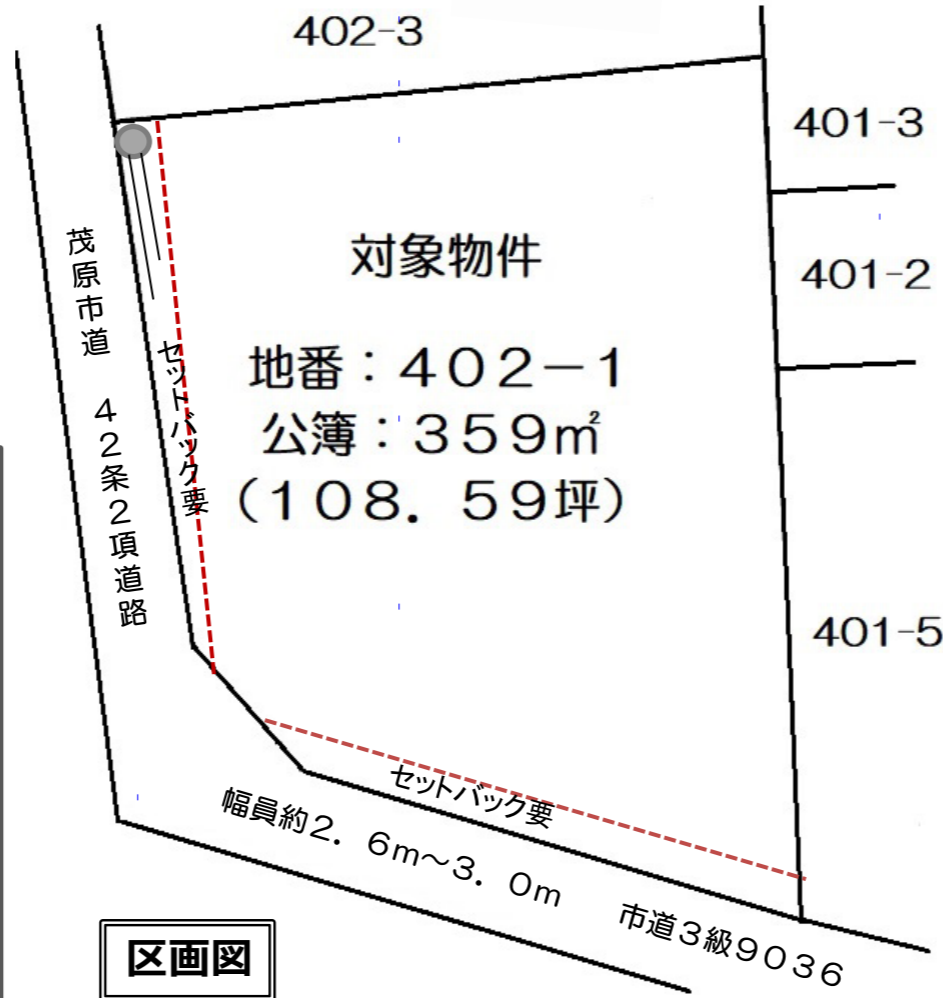 402-3
401-3
401-2
401-5
対象物件
地番：４０２－１
公簿：３５９㎡
（１０８．５９坪）
茂原市道　４２条２項道路
セットバック要
セットバック要
幅員約２．６ｍ～３．０ｍ　市道３級９０３６
区画図